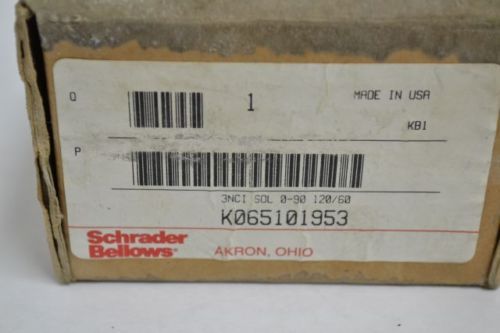 Q 1 MADE IN USA
KB1
P
3NCI SOL 0-90 120/60
K065101953
Schrader
Bellows®
AKRON, OHIO